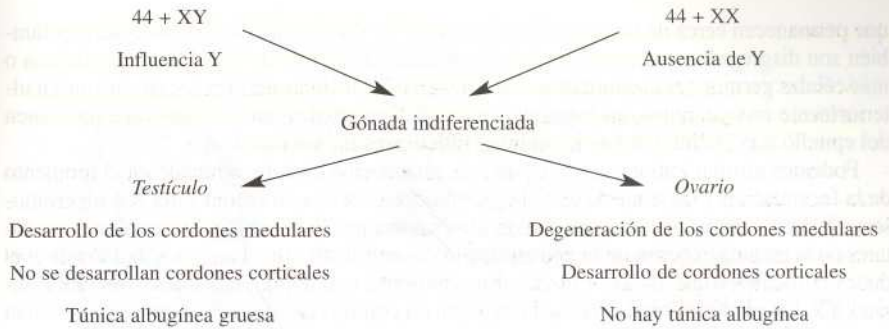 44 + XY
44 + XX
Influencia Y
Ausencia de Y
Gónada indiferenciada
Testículo
Ovario
Desarrollo de los cordones medulares
Degeneración de los cordones medulares
No se desarrollan cordones corticales
Desarrollo de cordones corticales
Túnica albugínea gruesa
No hay túnica albugínea